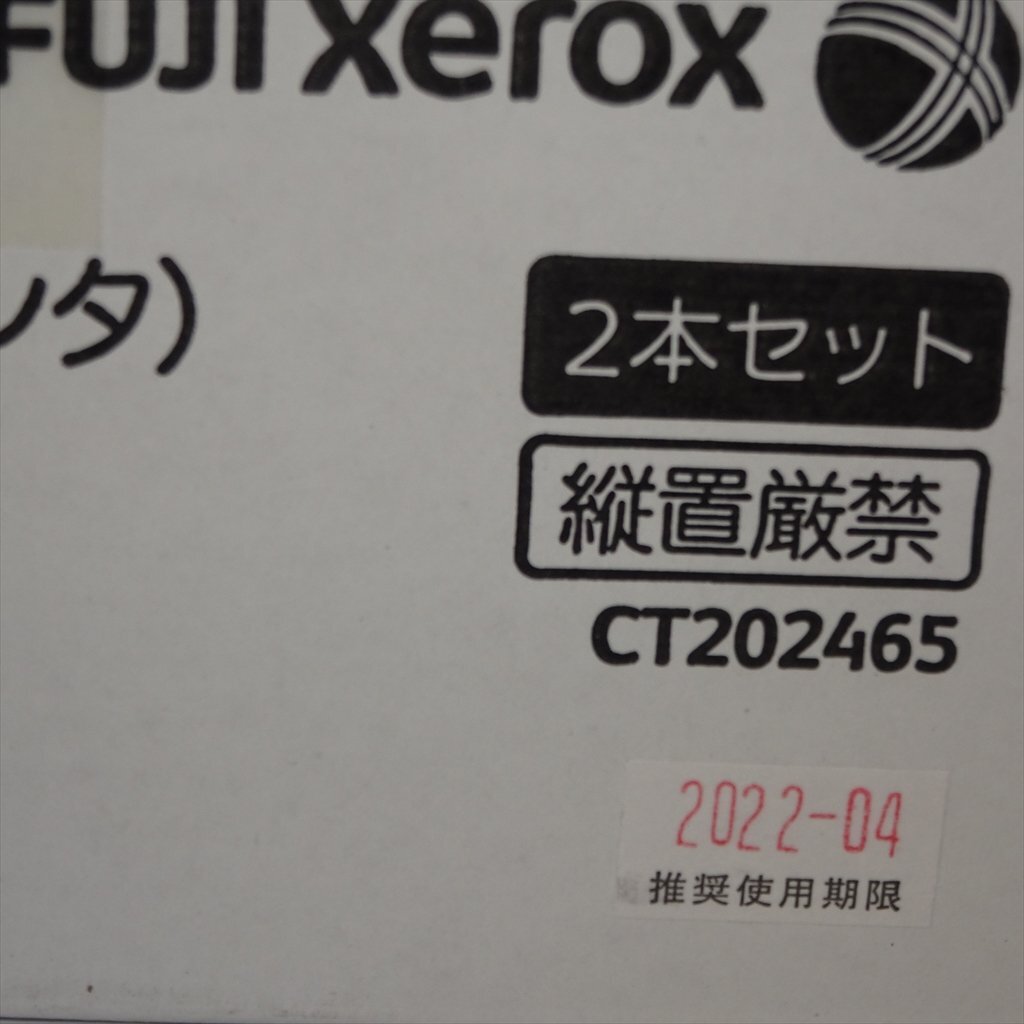 FUJI xerox
ンタ）
2本セット
縦置厳禁
CT202465
2022-04
推奨使用期限